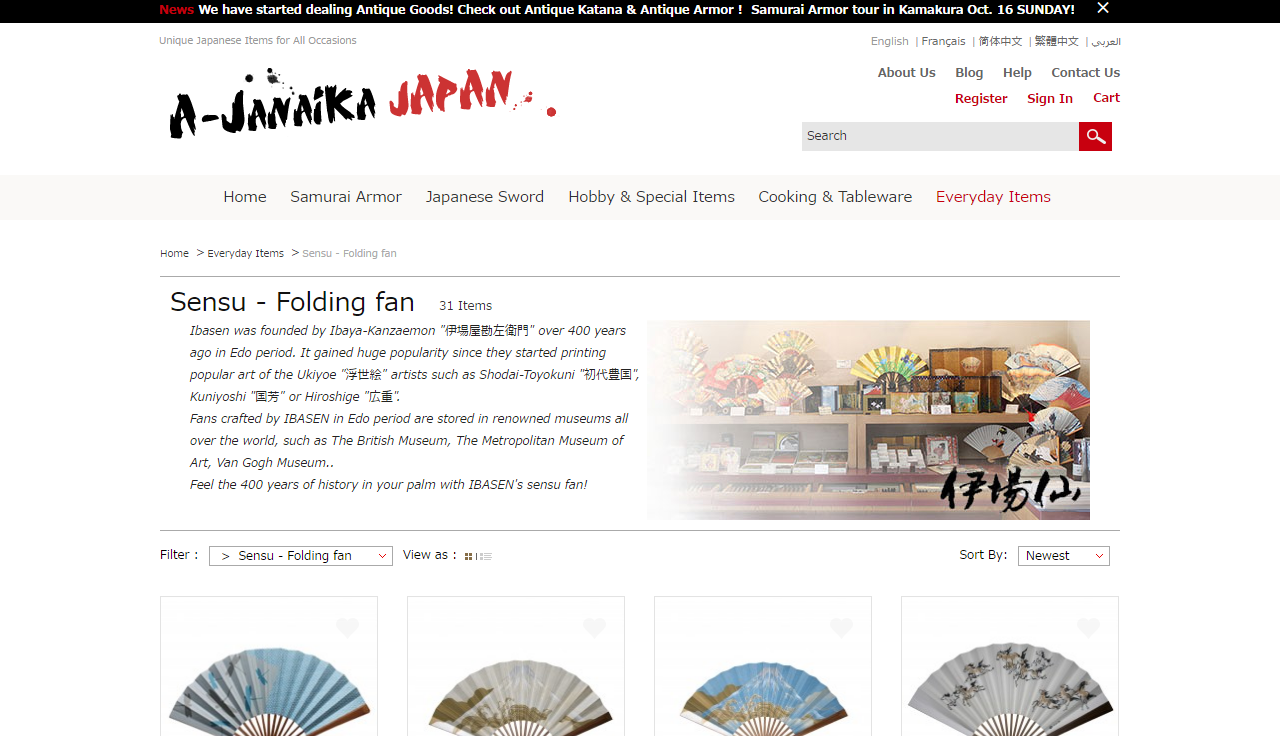 News We have started dealing Antique Goods! Check out Antique Katana & Antique Armor !  Samurai Armor tour in Kamakura Oct. 16 SUNDAY!
Unique Japanese Items for All Occasions
English | Français | 简体中文 | 繁體中文 | العربي
A-JANAIKA JAPAN
About Us Blog Help Contact Us
Register Sign In Cart
Search
Home Samurai Armor Japanese Sword Hobby & Special Items Cooking & Tableware Everyday Items
Home > Everyday Items > Sensu - Folding fan
Sensu - Folding fan 31 Items
Ibasen was founded by Ibaya-Kanzaemon "伊場屋勘左衛門" over 400 years
ago in Edo period. It gained huge popularity since they started printing
popular art of the Ukiyoe "浮世絵" artists such as Shodai-Toyokuni "初代豊国",
Kuniyoshi "国芳" or Hiroshige "広重".
Fans crafted by IBASEN in Edo period are stored in renowned museums all
over the world, such as The British Museum, The Metropolitan Museum of
Art, Van Gogh Museum..
Feel the 400 years of history in your palm with IBASEN's sensu fan!
伊場仙
Filter : > Sensu - Folding fan View as : Sort By: Newest